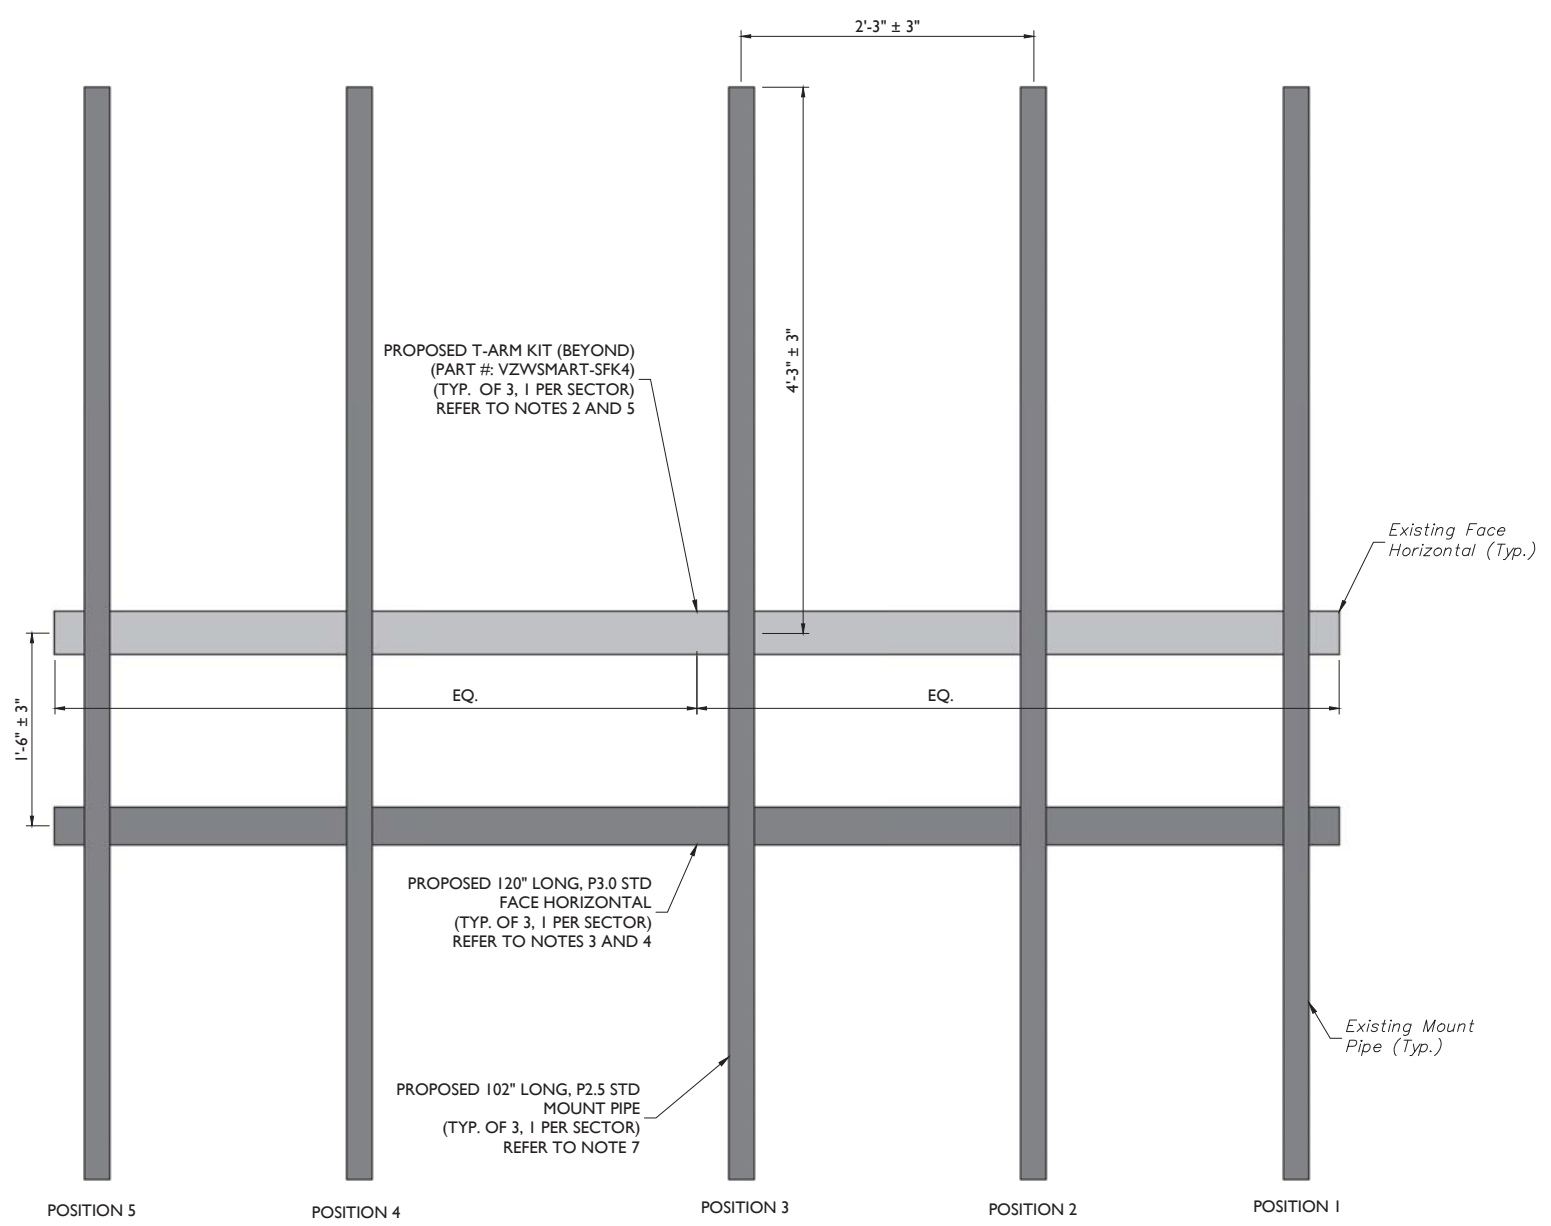 2'-3" ± 3"
4'-3" ± 3"
PROPOSED T-ARM KIT (BEYOND)
(PART #: VZWSMART-SFK4)
(TYP. OF 3, 1 PER SECTOR)
REFER TO NOTES 2 AND 5
Existing Face
Horizontal (Typ.)
EQ.
EQ.
1'-6" ± 3"
PROPOSED 120" LONG, P3.0 STD
FACE HORIZONTAL
(TYP. OF 3, 1 PER SECTOR)
REFER TO NOTES 3 AND 4
Existing Mount
Pipe (Typ.)
PROPOSED 102" LONG, P2.5 STD
MOUNT PIPE
(TYP. OF 3, 1 PER SECTOR)
REFER TO NOTE 7
POSITION 5
POSITION 4
POSITION 3
POSITION 2
POSITION 1